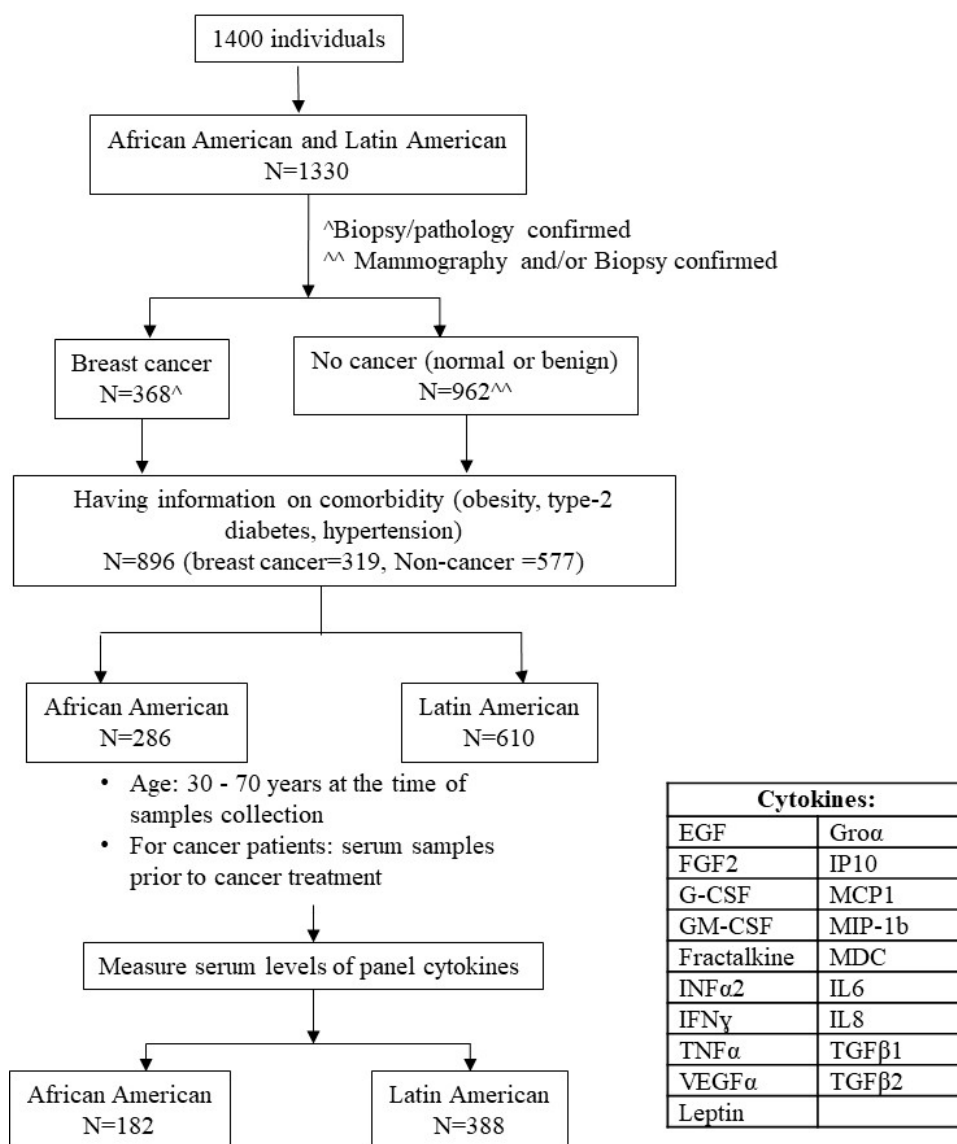 1400 individuals
African American and Latin American
N=1330
^Biopsy/pathology confirmed
^^ Mammography and/or Biopsy confirmed
Breast cancer
N=368^
No cancer (normal or benign)
N=962^^
Having information on comorbidity (obesity, type-2
diabetes, hypertension)
N=896 (breast cancer=319, Non-cancer =577)
African American
N=286
Latin American
N=610
• Age: 30 - 70 years at the time of
samples collection
• For cancer patients: serum samples
prior to cancer treatment
Measure serum levels of panel cytokines
African American
N=182
Latin American
N=388
Cytokines:
EGF Groα
FGF2 IP10
G-CSF MCP1
GM-CSF MIP-1b
Fractalkine MDC
INFα2 IL6
IFNγ IL8
TNFα TGFβ1
VEGFα TGFβ2
Leptin